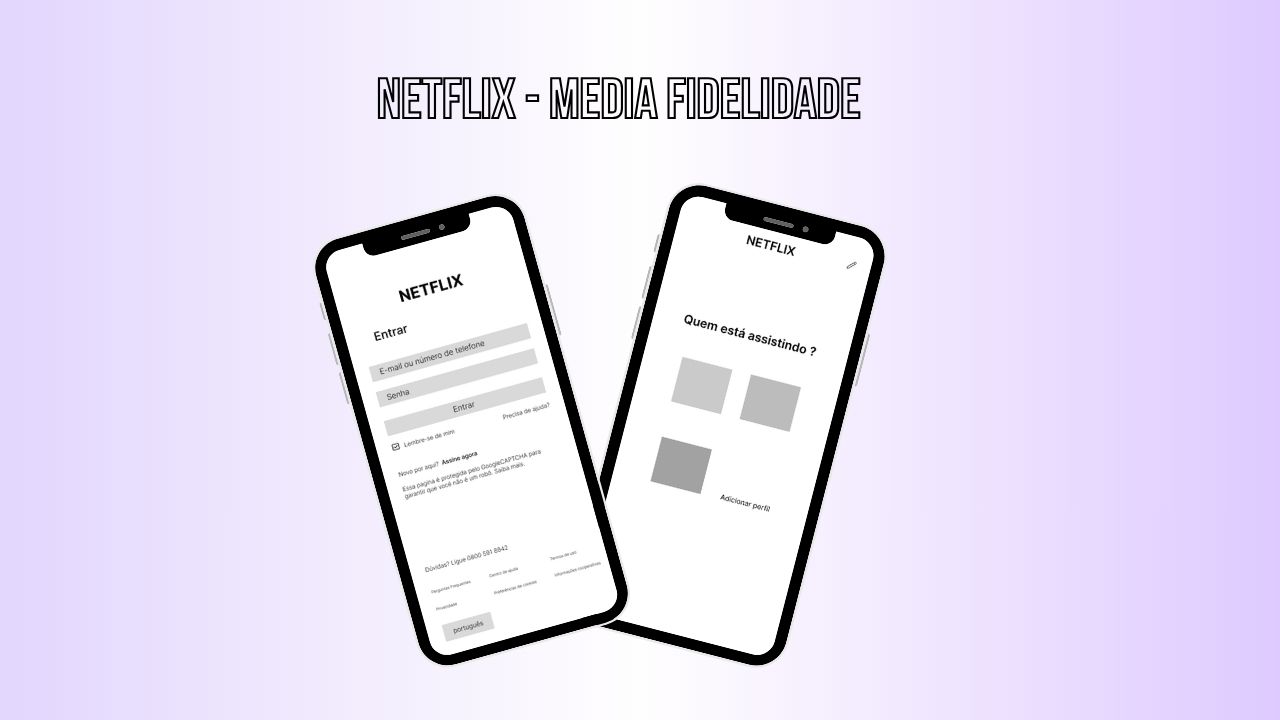 NETFLIX - MEDIA FIDELIDADE
NETFLIX
Entrar
E-mail ou número de telefone
Senha
Entrar
Lembre-se de mim
Precisa de ajuda?
Novo por aqui? Assine agora
Essa página é protegida pelo GoogleCAPTCHA para
garantir que você não é um robô. Saiba mais.
Dúvidas? Ligue 0800 591 8942
Perguntas Frequentes
Centro de ajuda
Termos de uso
Privacidade
Preferências de cookies
Informações cooperativas
português
NETFLIX
Quem está assistindo ?
Adicionar perfil